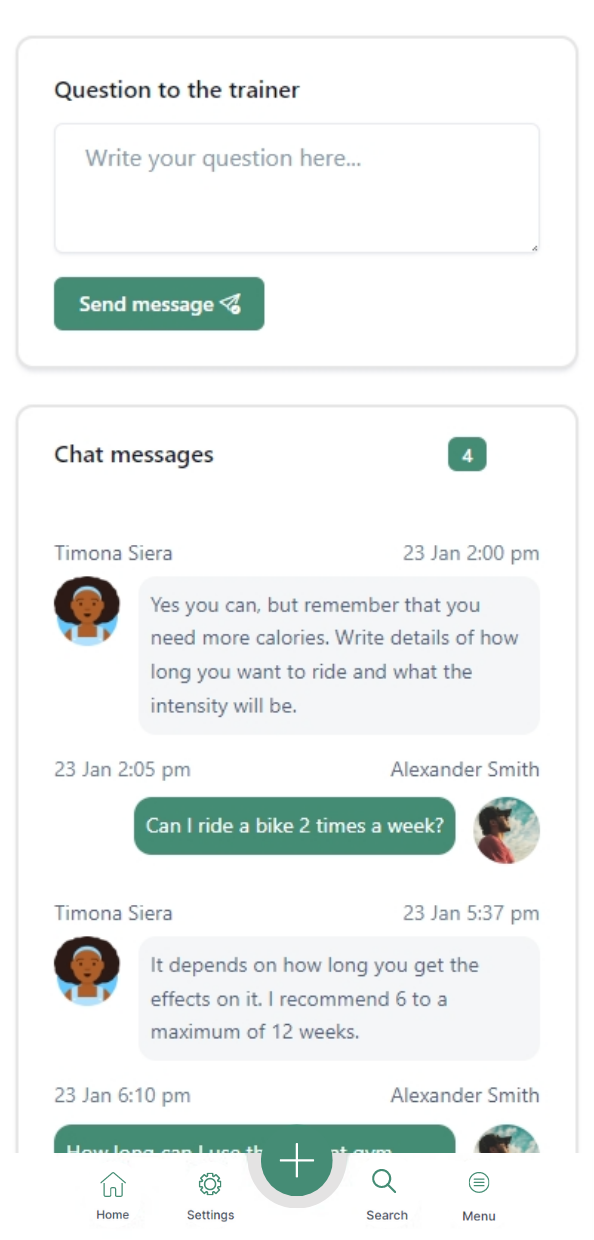 Question to the trainer
Write your question here...
Send message
Chat messages
4
Timona Siera
23 Jan 2:00 pm
Yes you can, but remember that you
need more calories. Write details of how
long you want to ride and what the
intensity will be.
23 Jan 2:05 pm
Alexander Smith
Can I ride a bike 2 times a week?
Timona Siera
23 Jan 5:37 pm
It depends on how long you get the
effects on it. I recommend 6 to a
maximum of 12 weeks.
23 Jan 6:10 pm
Alexander Smith
How long can I use at gym
Home
Settings
Search
Menu